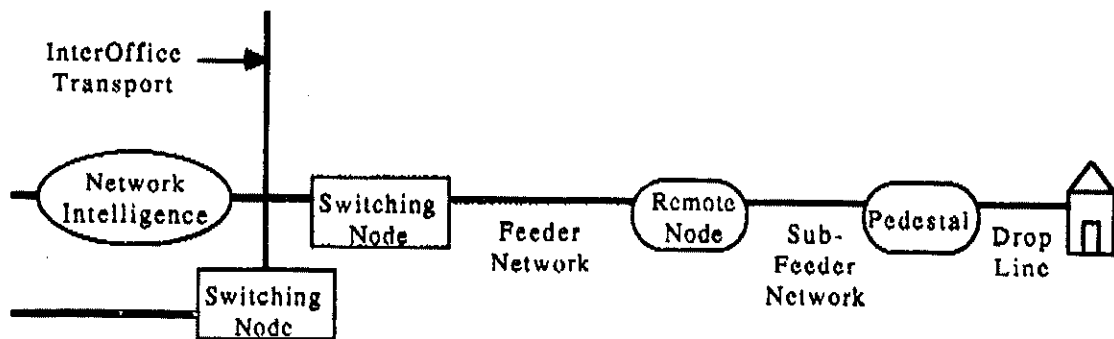 InterOffice
Transport
Network
Intelligence
Switching
Node
Feeder
Network
Remote
Node
Sub-
Feeder
Network
Pedestal
Drop
Line
Switching
Node